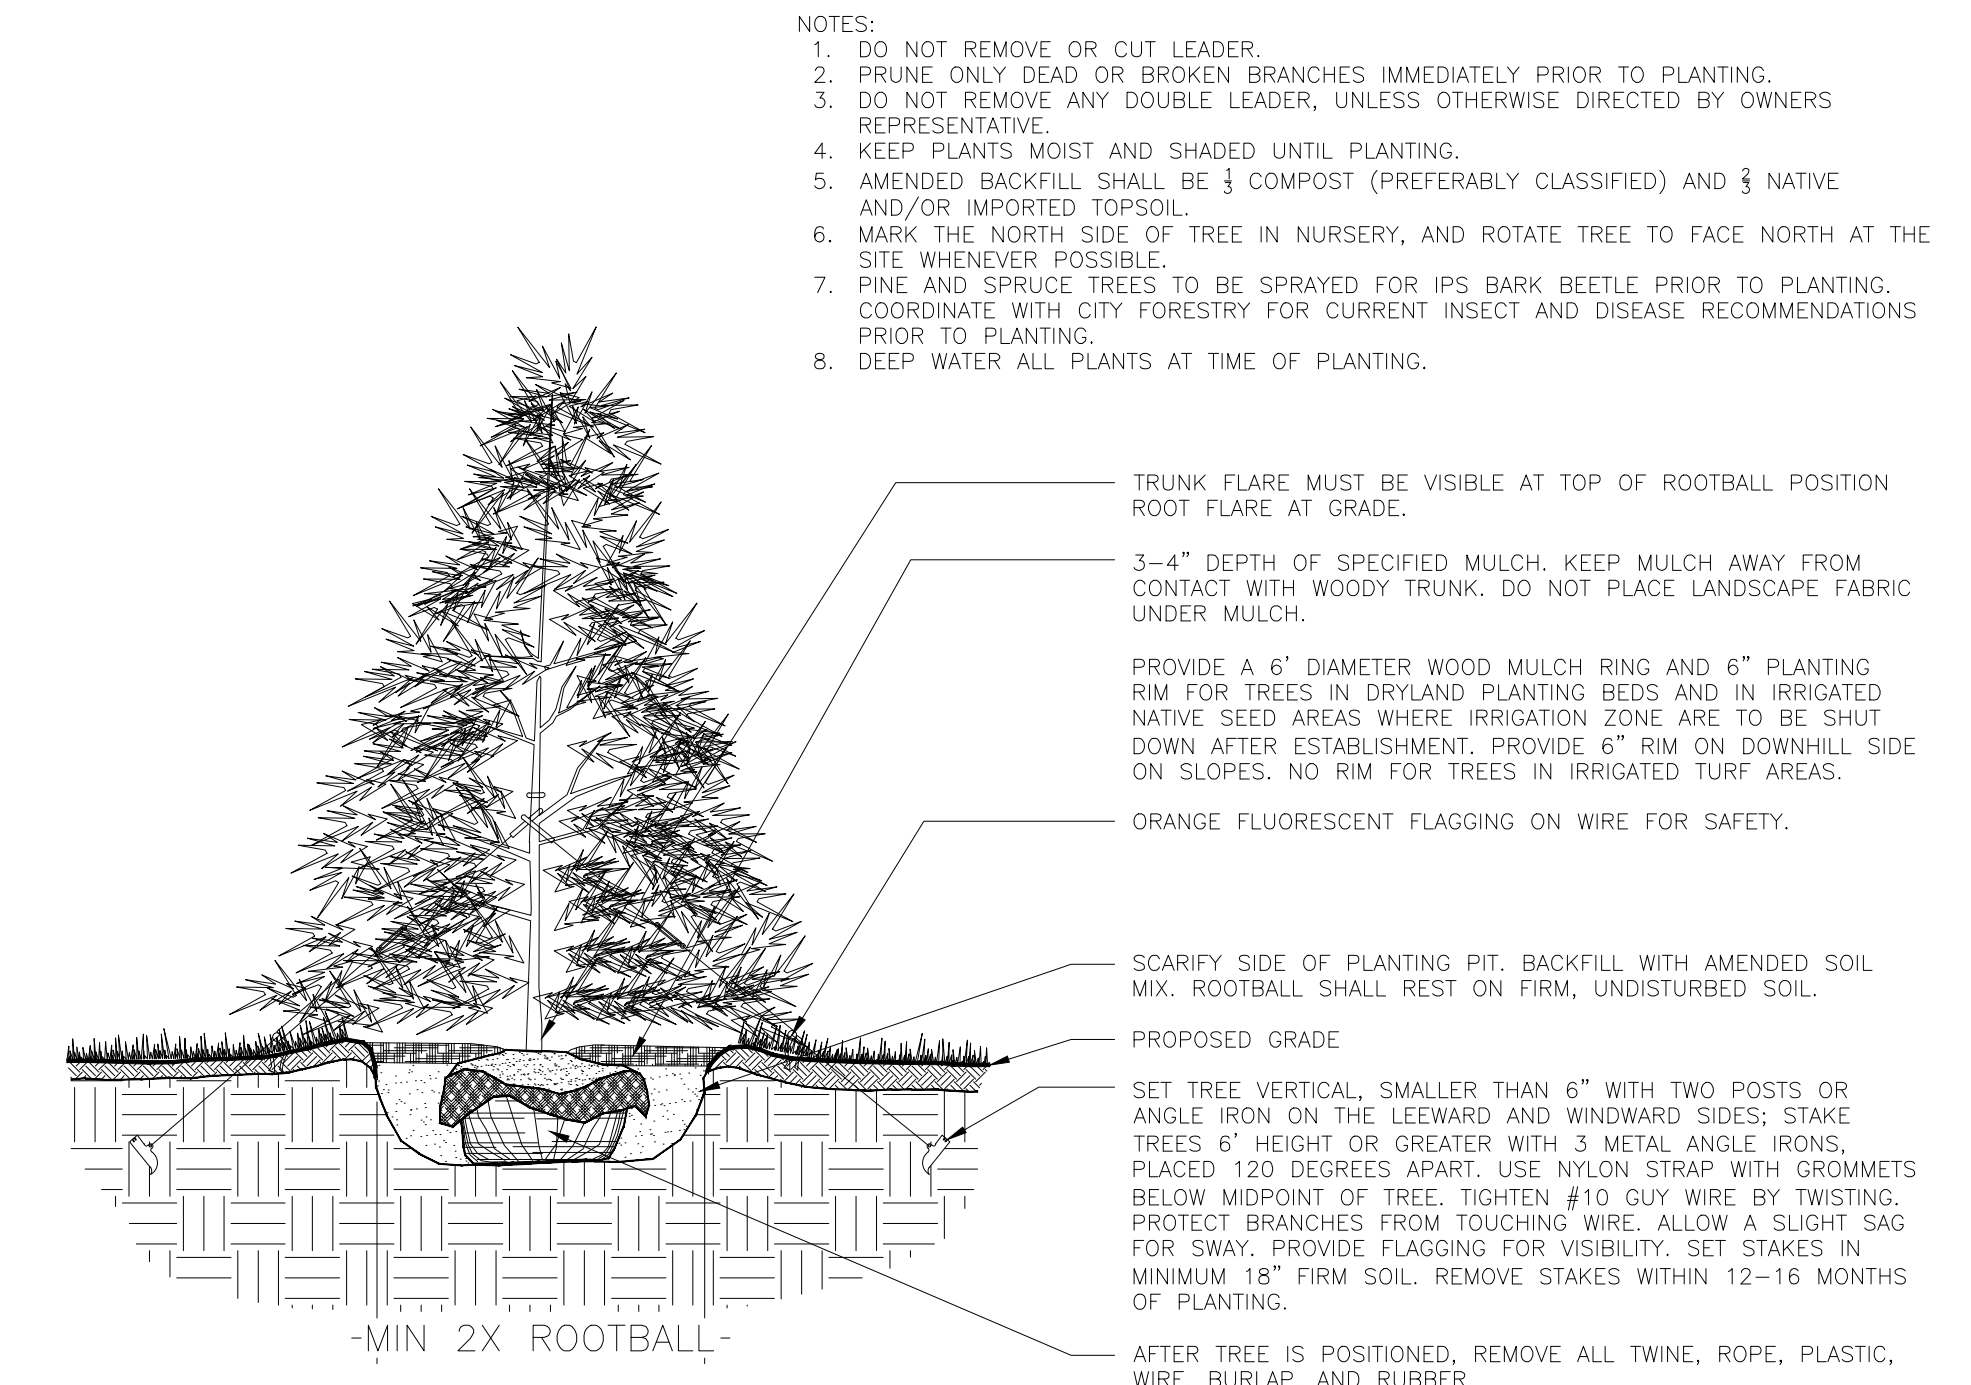 NOTES:
1. DO NOT REMOVE OR CUT LEADER.
2. PRUNE ONLY DEAD OR BROKEN BRANCHES IMMEDIATELY PRIOR TO PLANTING.
3. DO NOT REMOVE ANY DOUBLE LEADER, UNLESS OTHERWISE DIRECTED BY OWNERS
REPRESENTATIVE.
4. KEEP PLANTS MOIST AND SHADED UNTIL PLANTING.
5. AMENDED BACKFILL SHALL BE 1/3 COMPOST (PREFERABLY CLASSIFIED) AND 2/3 NATIVE
AND/OR IMPORTED TOPSOIL.
6. MARK THE NORTH SIDE OF TREE IN NURSERY, AND ROTATE TREE TO FACE NORTH AT THE
SITE WHENEVER POSSIBLE.
7. PINE AND SPRUCE TREES TO BE SPRAYED FOR IPS BARK BEETLE PRIOR TO PLANTING.
COORDINATE WITH CITY FORESTRY FOR CURRENT INSECT AND DISEASE RECOMMENDATIONS
PRIOR TO PLANTING.
8. DEEP WATER ALL PLANTS AT TIME OF PLANTING.
TRUNK FLARE MUST BE VISIBLE AT TOP OF ROOTBALL POSITION
ROOT FLARE AT GRADE.
3-4" DEPTH OF SPECIFIED MULCH. KEEP MULCH AWAY FROM
CONTACT WITH WOODY TRUNK. DO NOT PLACE LANDSCAPE FABRIC
UNDER MULCH.
PROVIDE A 6' DIAMETER WOOD MULCH RING AND 6" PLANTING
RIM FOR TREES IN DRYLAND PLANTING BEDS AND IN IRRIGATED
NATIVE SEED AREAS WHERE IRRIGATION ZONE ARE TO BE SHUT
DOWN AFTER ESTABLISHMENT. PROVIDE 6" RIM ON DOWNHILL SIDE
ON SLOPES. NO RIM FOR TREES IN IRRIGATED TURF AREAS.
ORANGE FLUORESCENT FLAGGING ON WIRE FOR SAFETY.
SCARIFY SIDE OF PLANTING PIT. BACKFILL WITH AMENDED SOIL
MIX. ROOTBALL SHALL REST ON FIRM, UNDISTURBED SOIL.
PROPOSED GRADE
SET TREE VERTICAL, SMALLER THAN 6" WITH TWO POSTS OR
ANGLE IRON ON THE LEEWARD AND WINDWARD SIDES; STAKE
TREES 6' HEIGHT OR GREATER WITH 3 METAL ANGLE IRONS,
PLACED 120 DEGREES APART. USE NYLON STRAP WITH GROMMETS
BELOW MIDPOINT OF TREE. TIGHTEN #10 GUY WIRE BY TWISTING.
PROTECT BRANCHES FROM TOUCHING WIRE. ALLOW A SLIGHT SAG
FOR SWAY. PROVIDE FLAGGING FOR VISIBILITY. SET STAKES IN
MINIMUM 18" FIRM SOIL. REMOVE STAKES WITHIN 12-16 MONTHS
OF PLANTING.
-MIN 2X ROOTBALL-
AFTER TREE IS POSITIONED, REMOVE ALL TWINE, ROPE, PLASTIC,
WIRE, BURLAP, AND RUBBER